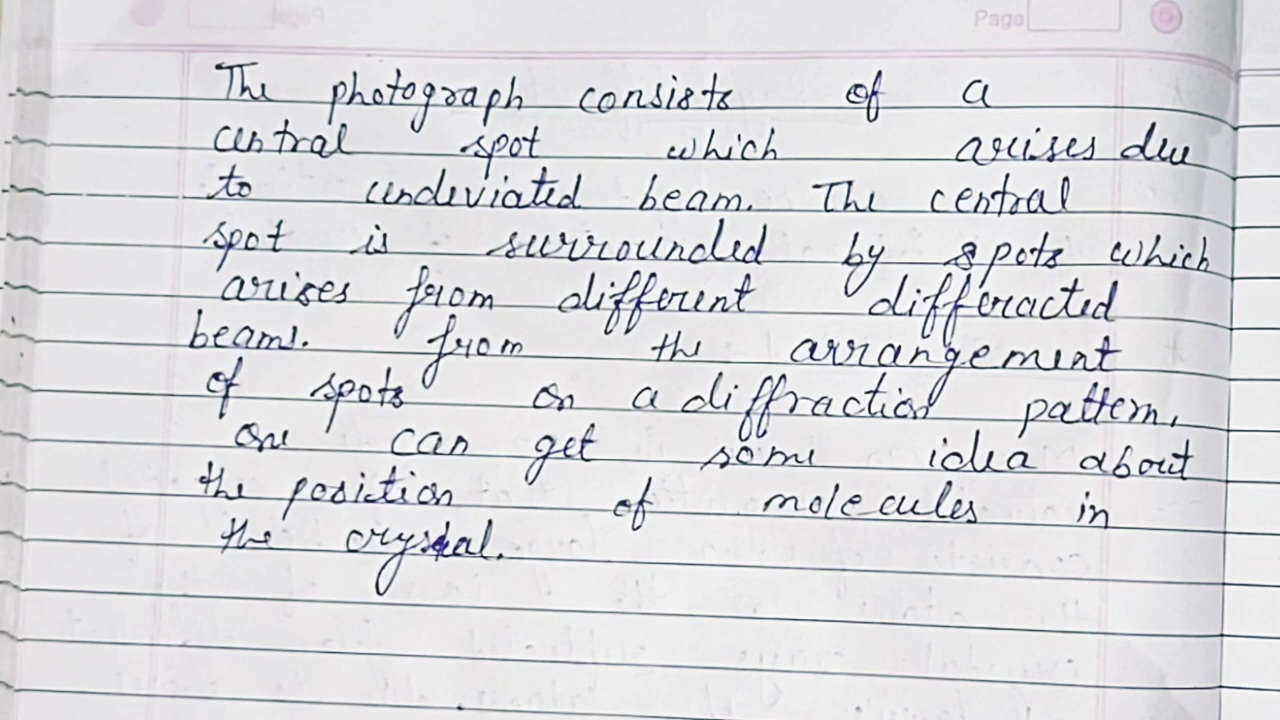 Page
The photograph consists of a
central spot which arises due
to undeviated beam. The central
spot is surrounded by spots which
arises from different differacted
beams. from the arrangement
of spots on a diffraction pattern,
one can get some idea about
the position of molecules in
the crystal.